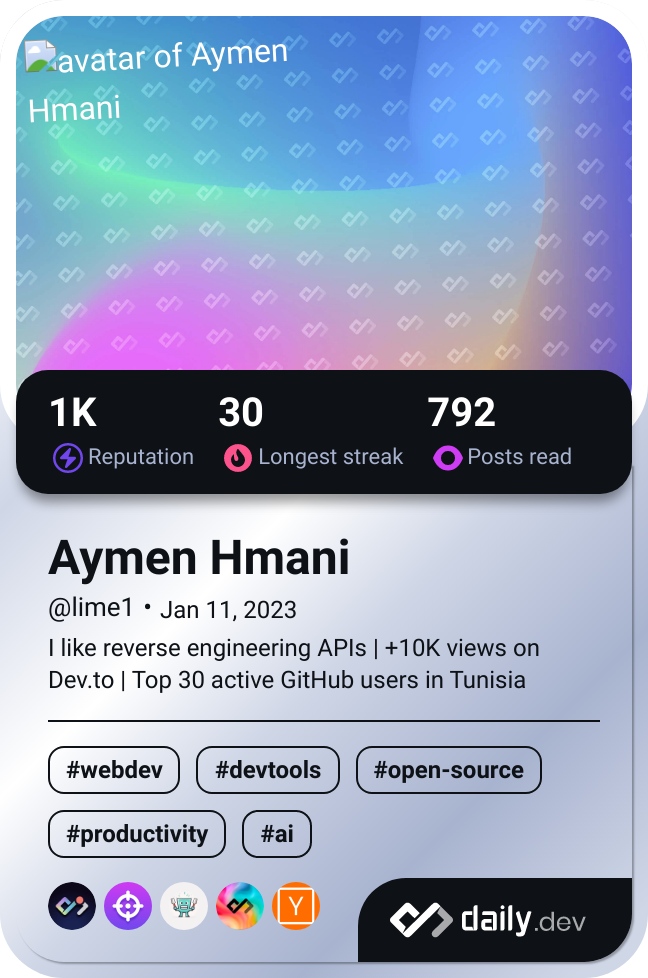 avatar of Aymen
Hmani
1K 30 792
Reputation Longest streak Posts read
Aymen Hmani
@lime1 • Jan 11, 2023
I like reverse engineering APIs | +10K views on
Dev.to | Top 30 active GitHub users in Tunisia
#webdev #devtools #open-source
#productivity #ai
Y
daily.dev